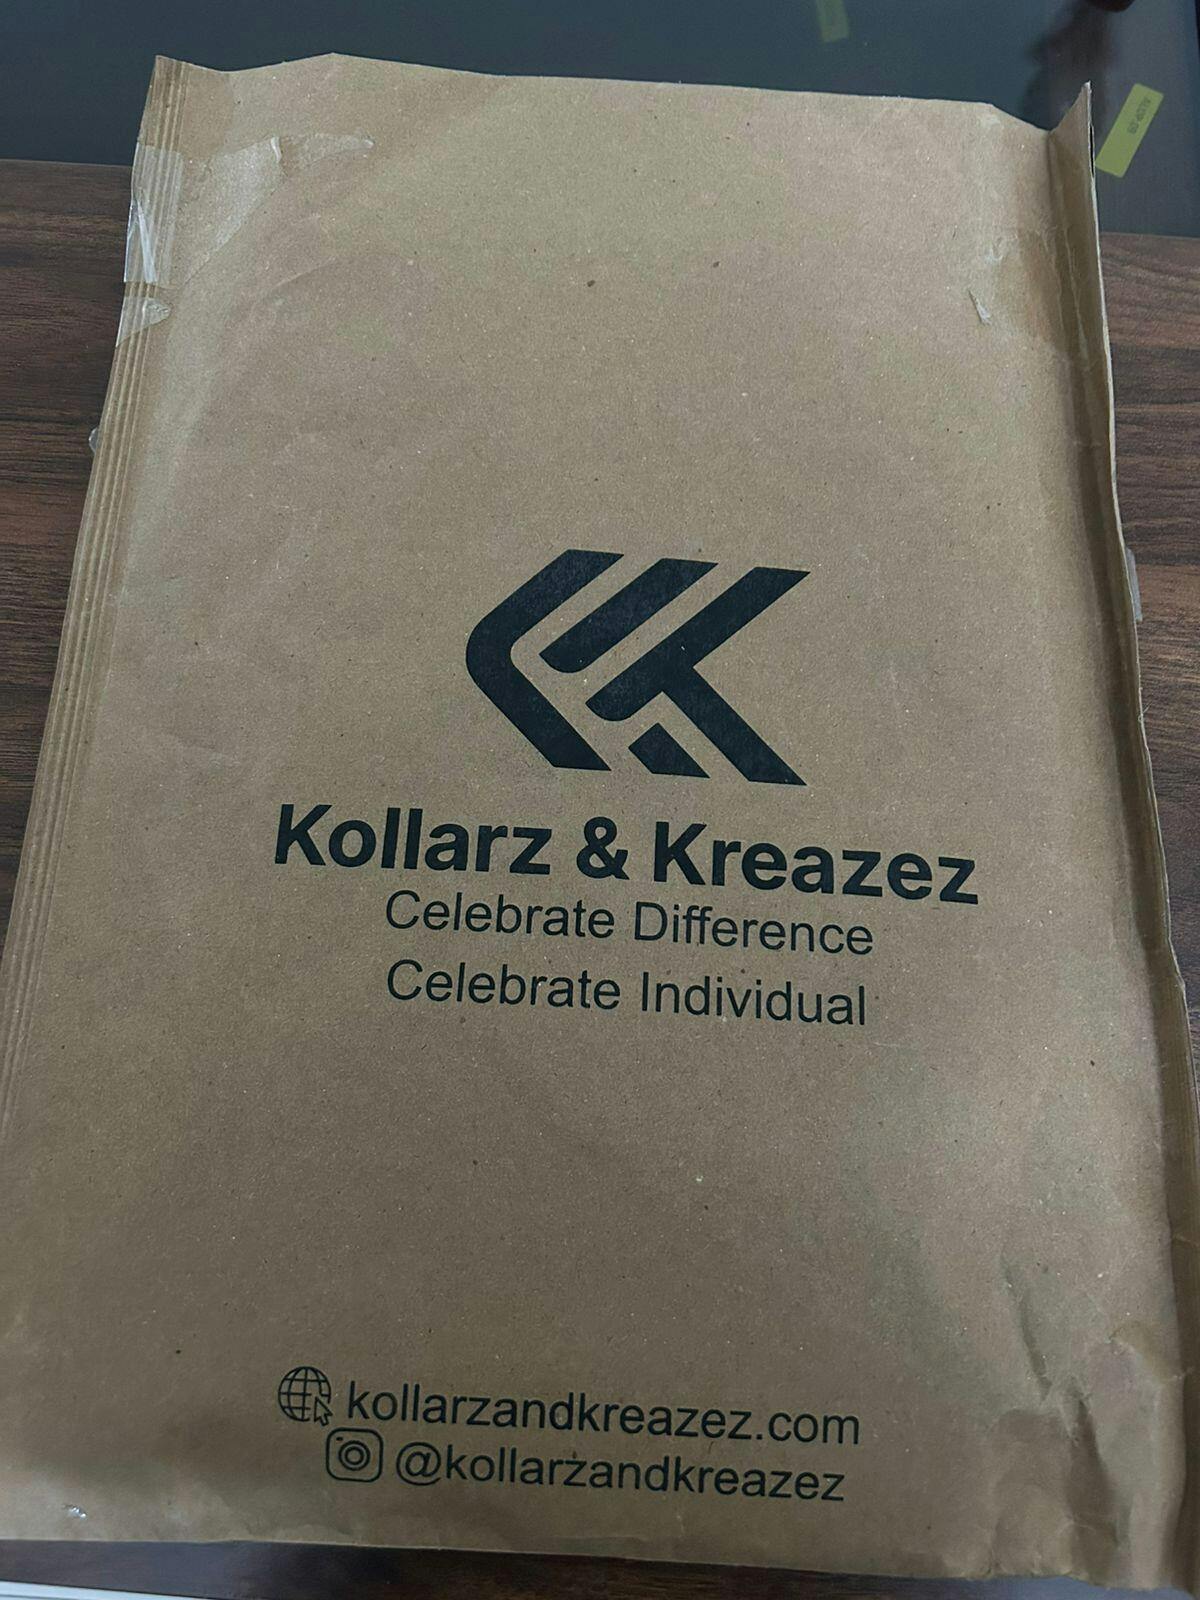 Kollarz & Kreazez
Celebrate Difference
Celebrate Individual
kollarzandkreazez.com
@kollarzandkreazez